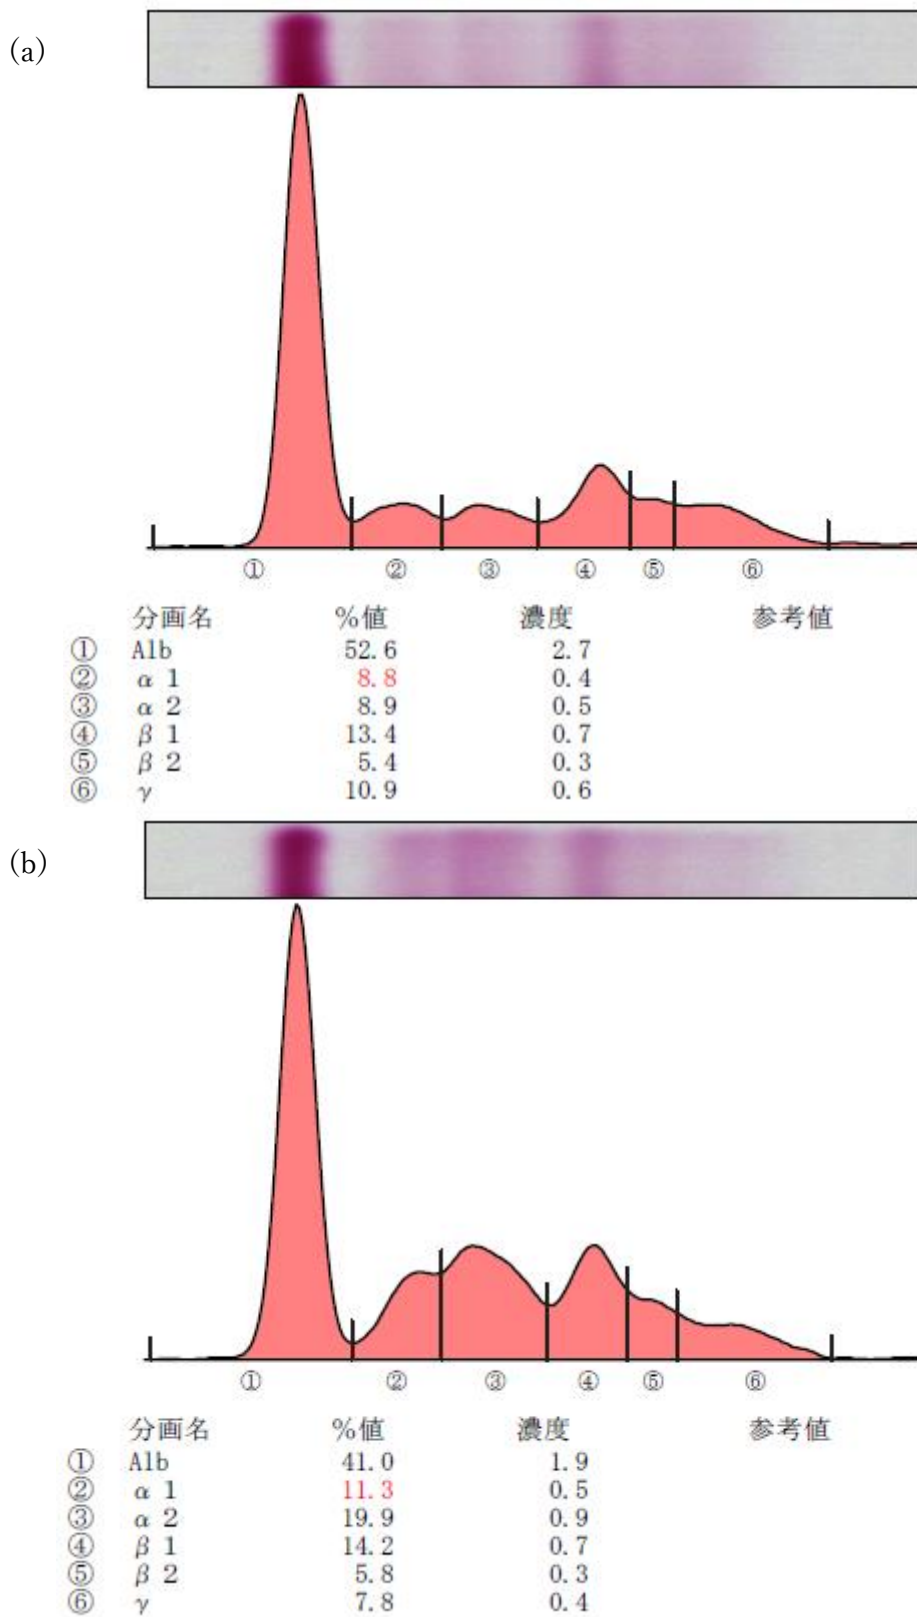 (a)
① ② ③ ④ ⑤ ⑥
分画名 %値 濃度 参考値
① Alb 52.6 2.7
② α 1 8.8 0.4
③ α 2 8.9 0.5
④ β 1 13.4 0.7
⑤ β 2 5.4 0.3
⑥ γ 10.9 0.6
(b)
① ② ③ ④ ⑤ ⑥
分画名 %値 濃度 参考値
① Alb 41.0 1.9
② α 1 11.3 0.5
③ α 2 19.9 0.9
④ β 1 14.2 0.7
⑤ β 2 5.8 0.3
⑥ γ 7.8 0.4